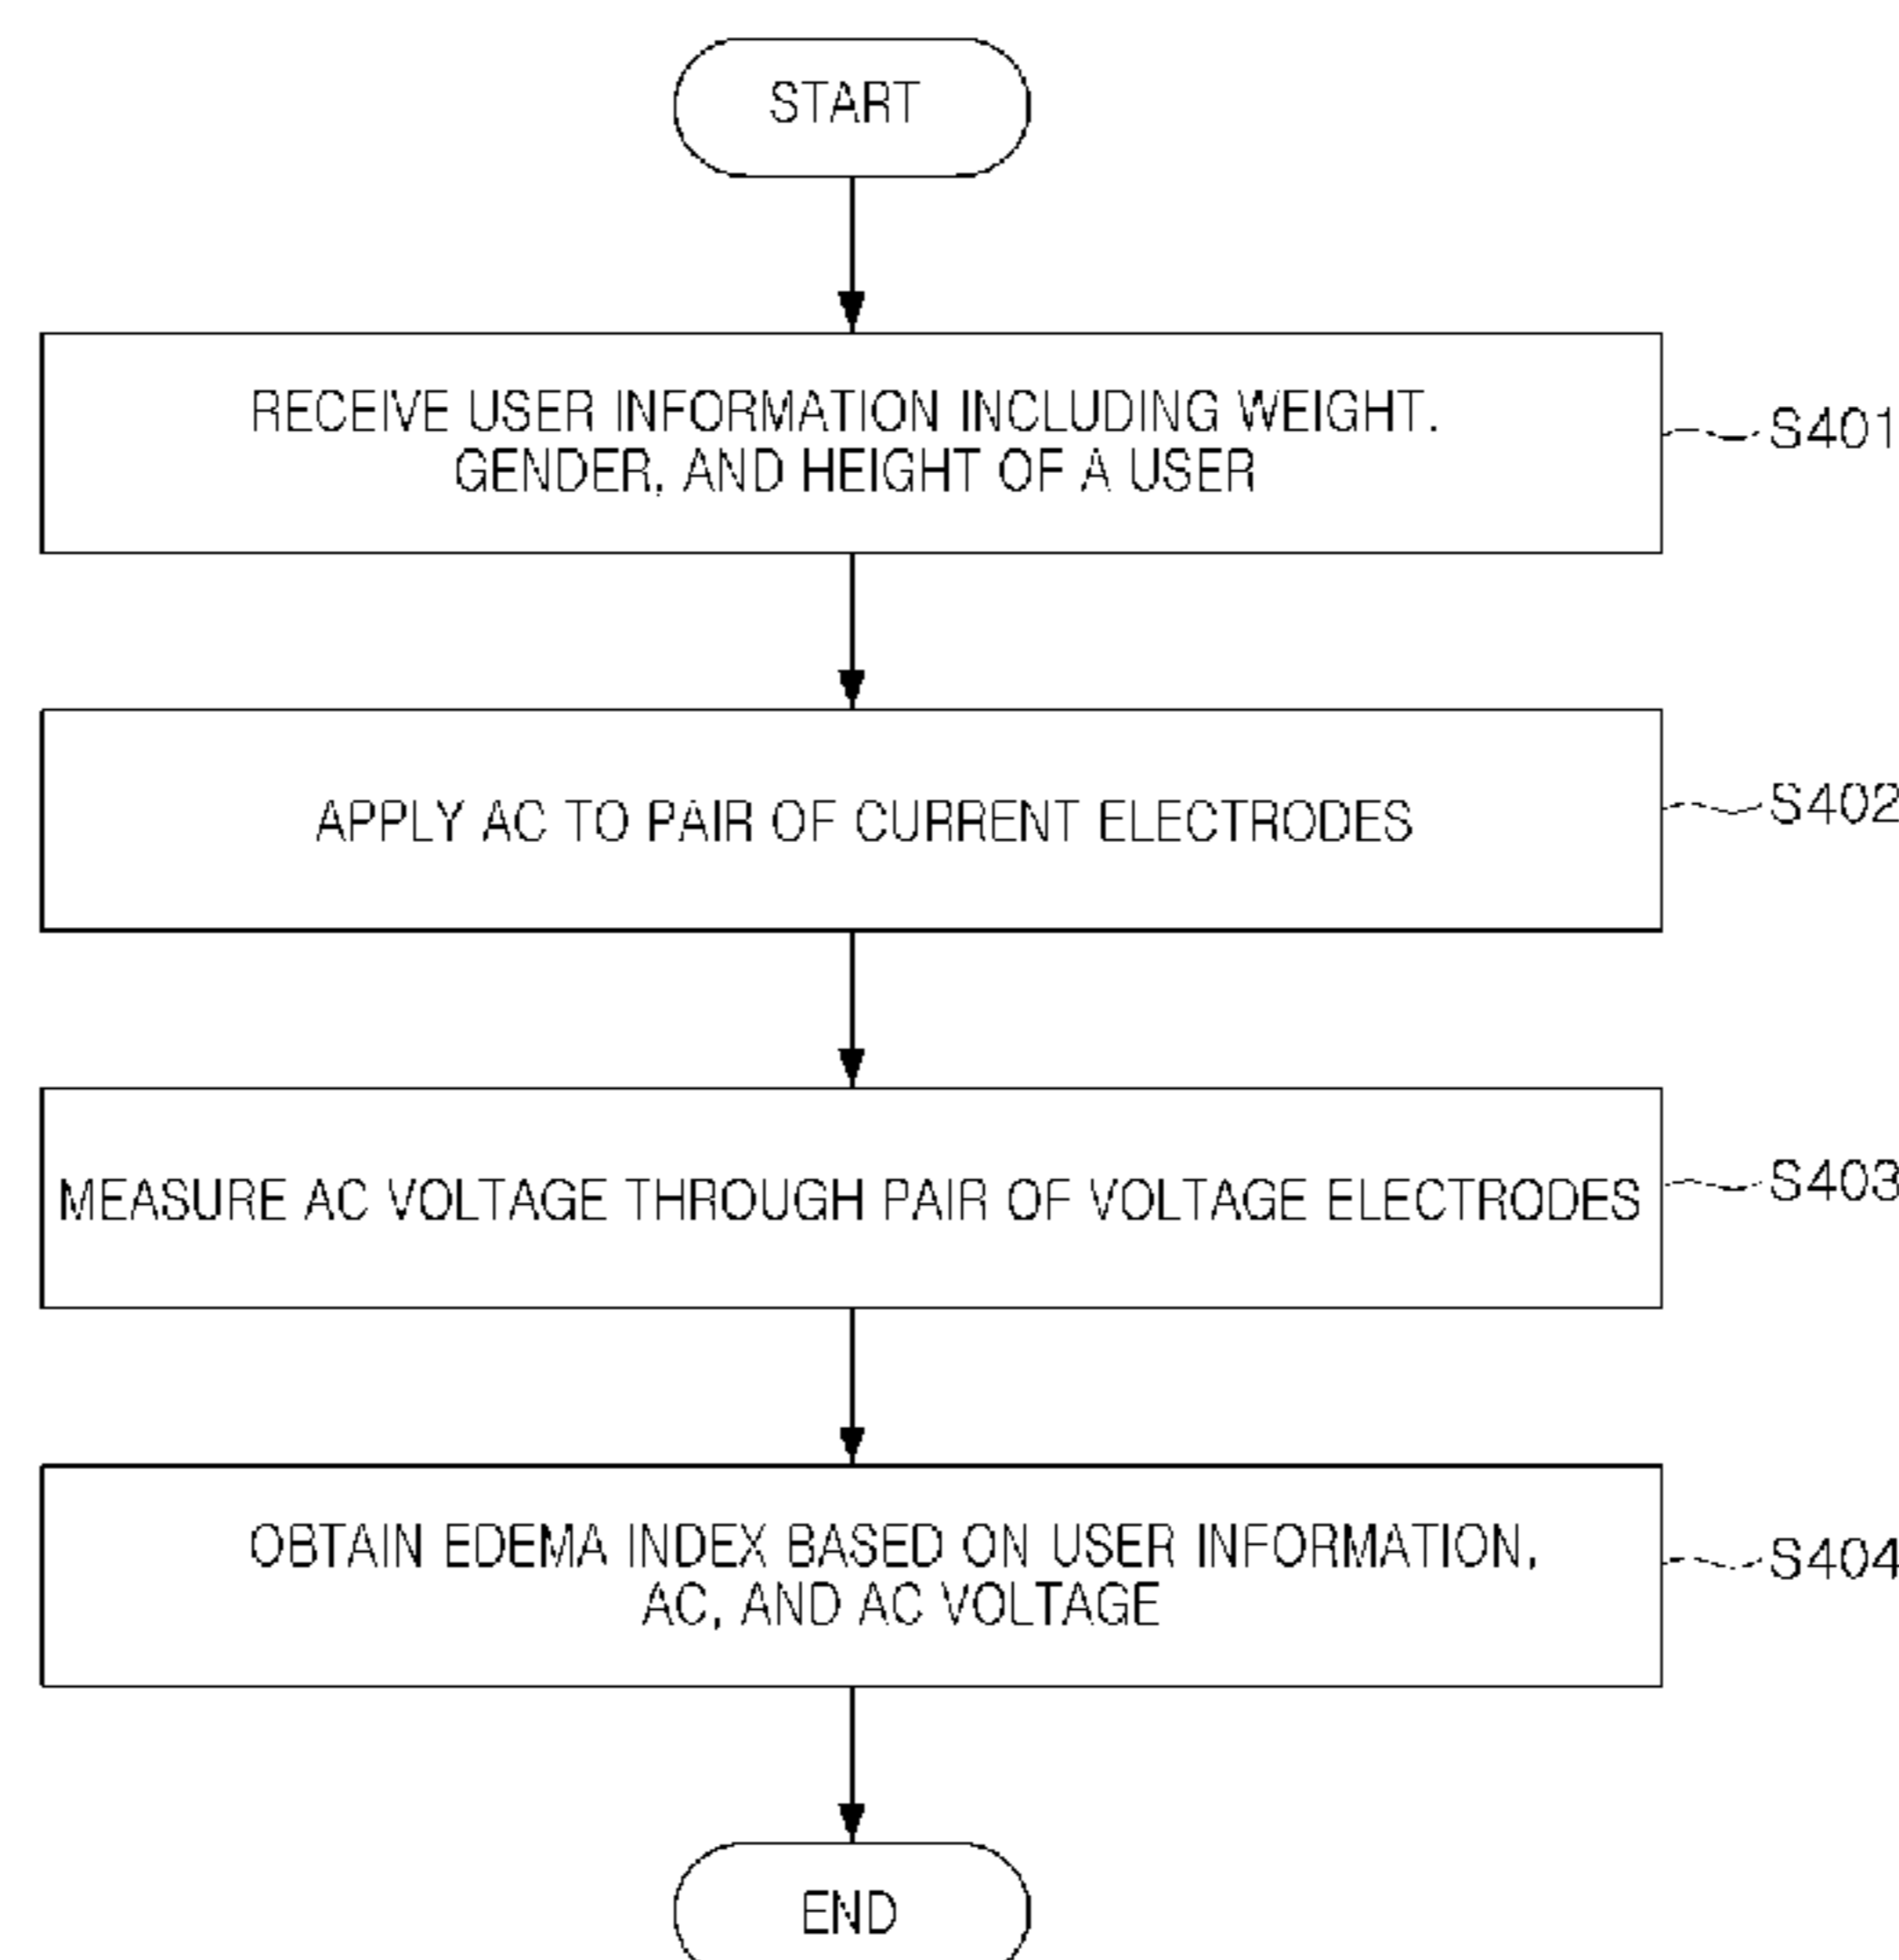 START
RECEIVE USER INFORMATION INCLUDING WEIGHT.
GENDER, AND HEIGHT OF A USER
S401
APPLY AC TO PAIR OF CURRENT ELECTRODES
S402
MEASURE AC VOLTAGE THROUGH PAIR OF VOLTAGE ELECTRODES
S403
OBTAIN EDEMA INDEX BASED ON USER INFORMATION,
AC, AND AC VOLTAGE
S404
END